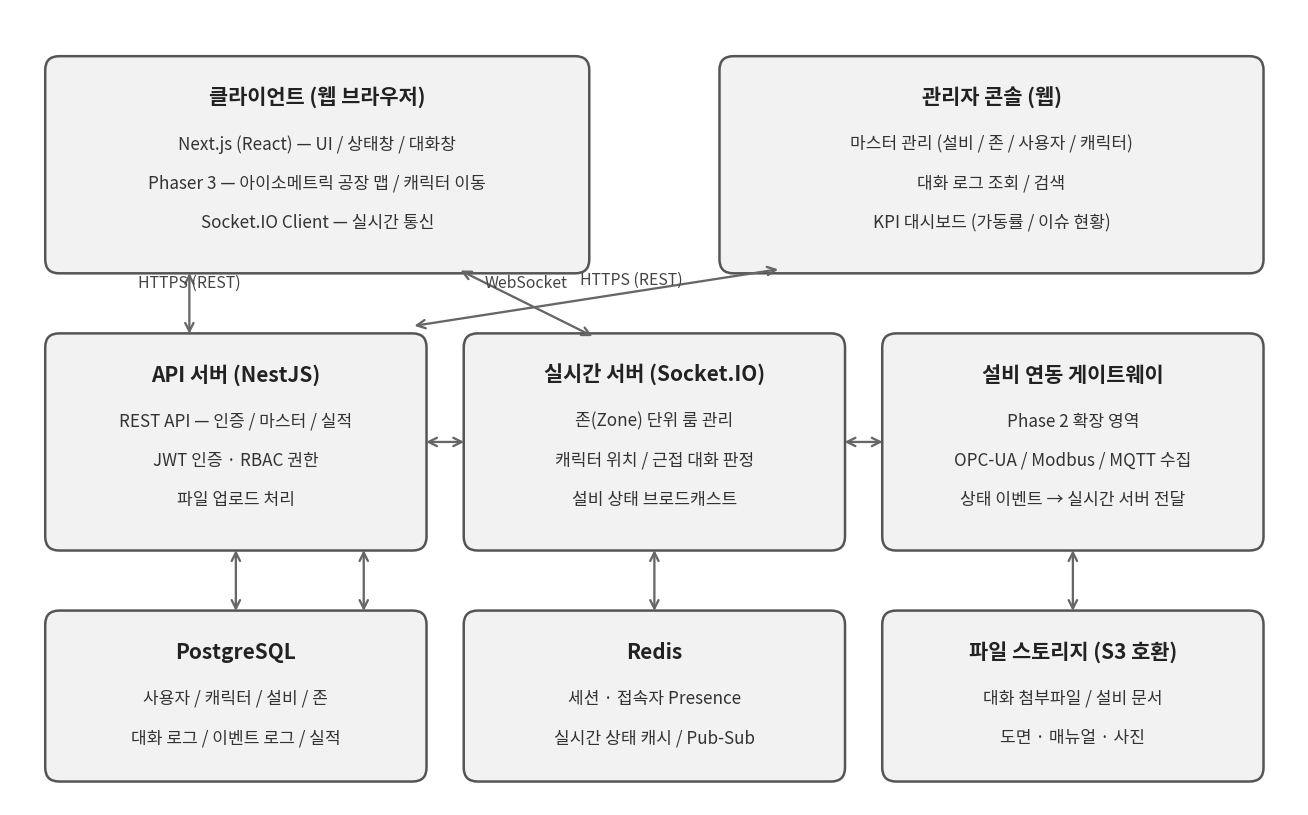 클라이언트 (웹 브라우저)
Next.js (React) — UI / 상태창 / 대화창
Phaser 3 — 아이소메트릭 공장 맵 / 캐릭터 이동
Socket.IO Client — 실시간 통신
관리자 콘솔 (웹)
마스터 관리 (설비 / 존 / 사용자 / 캐릭터)
대화 로그 조회 / 검색
KPI 대시보드 (가동률 / 이슈 현황)
HTTPS (REST)
WebSocket
HTTPS (REST)
API 서버 (NestJS)
REST API — 인증 / 마스터 / 실적
JWT 인증 · RBAC 권한
파일 업로드 처리
실시간 서버 (Socket.IO)
존(Zone) 단위 룸 관리
캐릭터 위치 / 근접 대화 판정
설비 상태 브로드캐스트
설비 연동 게이트웨이
Phase 2 확장 영역
OPC-UA / Modbus / MQTT 수집
상태 이벤트 → 실시간 서버 전달
PostgreSQL
사용자 / 캐릭터 / 설비 / 존
대화 로그 / 이벤트 로그 / 실적
Redis
세션 · 접속자 Presence
실시간 상태 캐시 / Pub-Sub
파일 스토리지 (S3 호환)
대화 첨부파일 / 설비 문서
도면 · 매뉴얼 · 사진